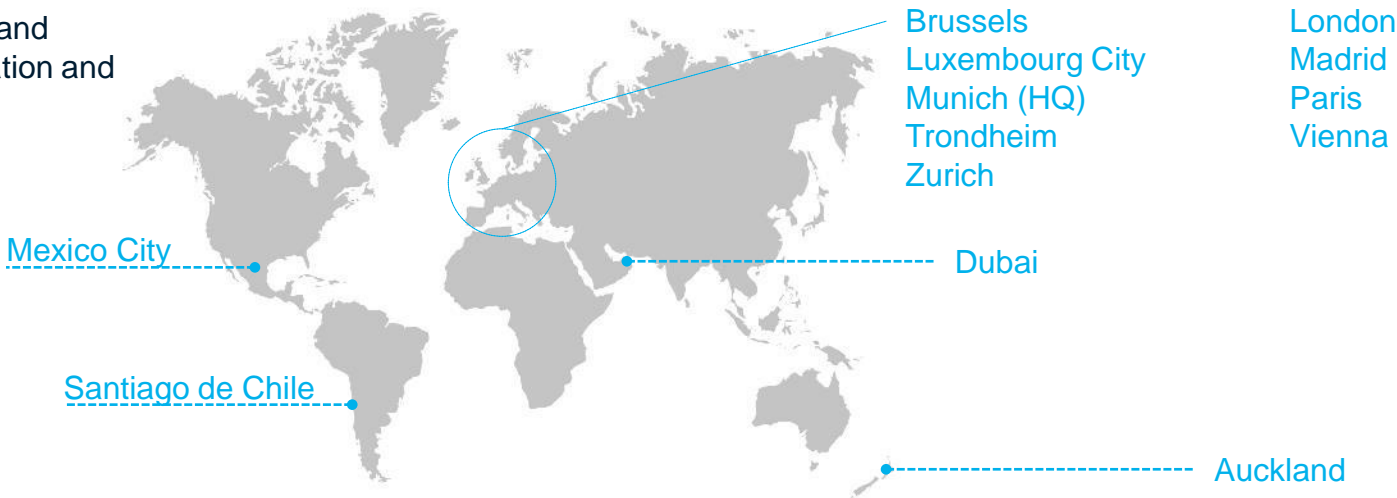 and
ation and
Brussels
Luxembourg City
Munich (HQ)
Trondheim
Zurich
London
Madrid
Paris
Vienna
Mexico City
Dubai
Santiago de Chile
Auckland